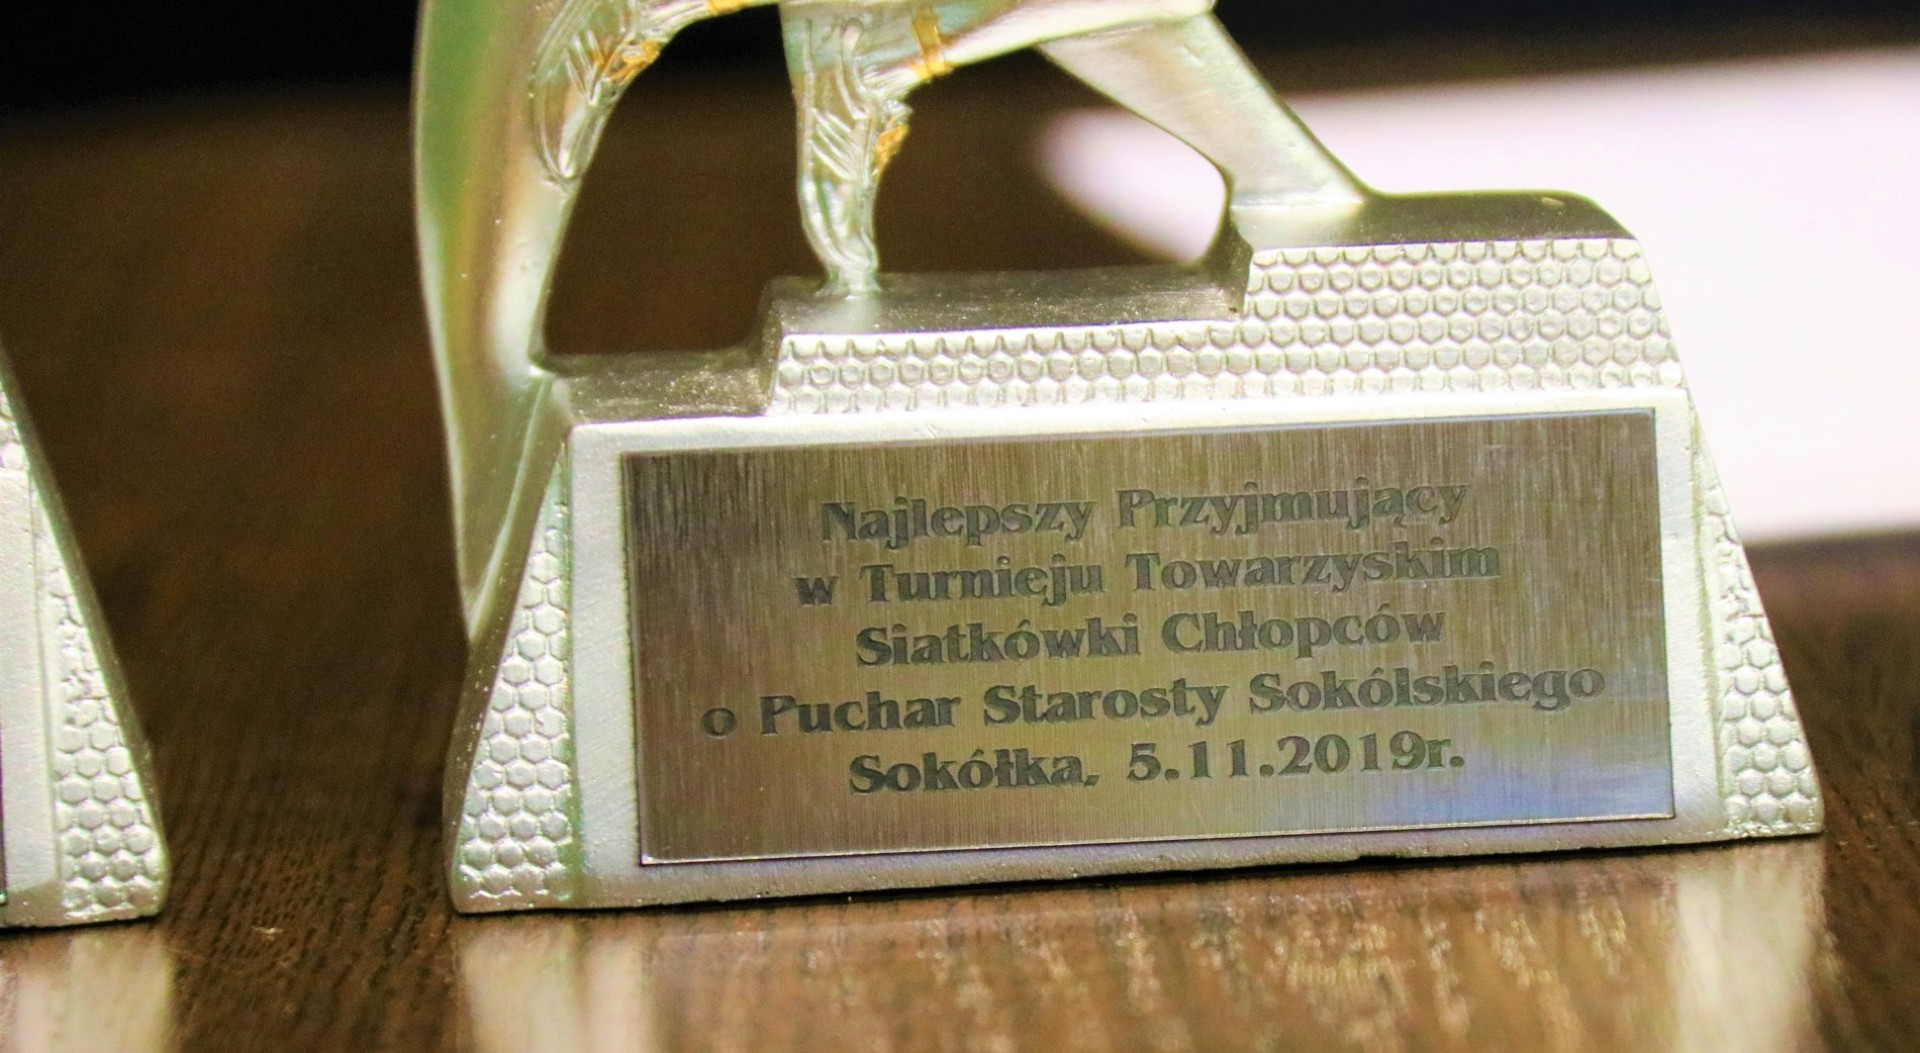 Najlepszy Przyjmujący
w Turnieju Towarzyskim
Siatkówki Chłopców
o Puchar Starosty Sokólskiego
Sokółka, 5.11.2019r.